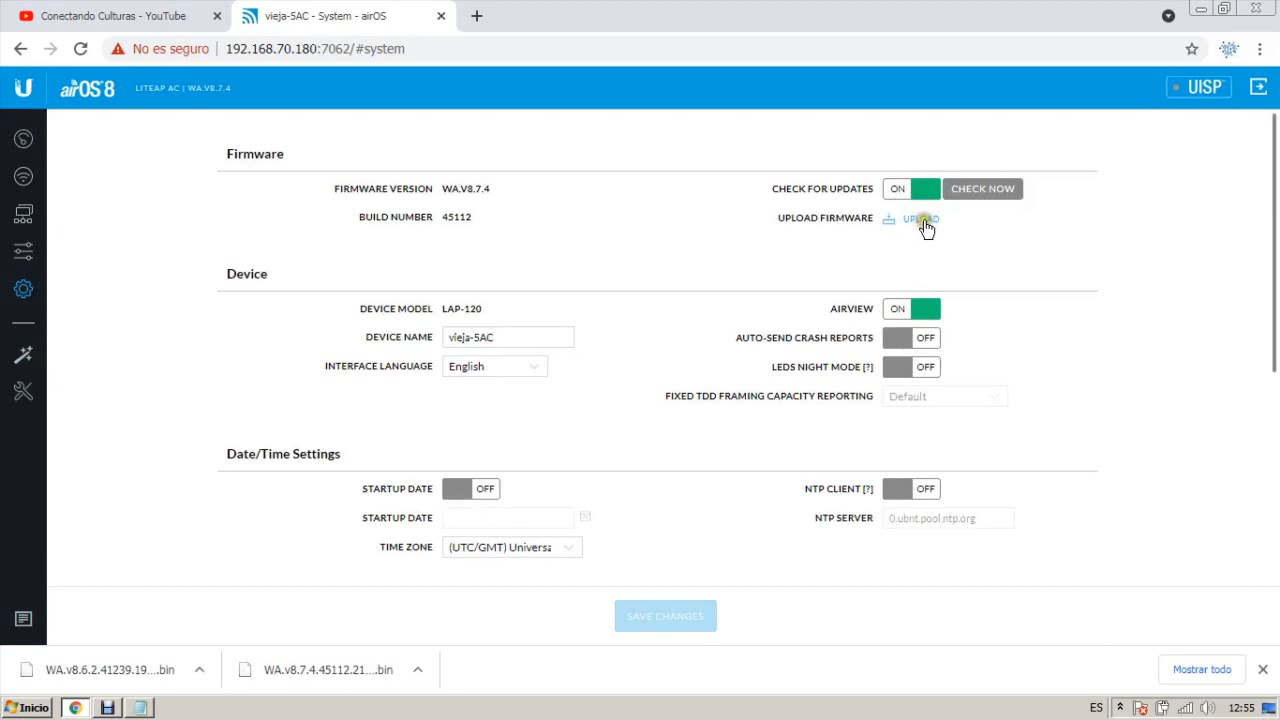 Conectando Culturas - YouTube
vieja-5AC - System - airOS
No es seguro
192.168.70.180:7062/#system
airOS 8
LITEAP AC | WA.V8.7.4
UISP
Firmware
FIRMWARE VERSION WA.V8.7.4
CHECK FOR UPDATES ON CHECK NOW
BUILD NUMBER 45112
UPLOAD FIRMWARE UPLOAD
Device
DEVICE MODEL LAP-120
AIRVIEW ON
DEVICE NAME vieja-5AC
AUTO-SEND CRASH REPORTS OFF
INTERFACE LANGUAGE English
LEDS NIGHT MODE [?] OFF
FIXED TDD FRAMING CAPACITY REPORTING Default
Date/Time Settings
STARTUP DATE OFF
NTP CLIENT [?] OFF
STARTUP DATE
NTP SERVER 0.ubnt.pool.ntp.org
TIME ZONE (UTC/GMT) Universa
SAVE CHANGES
WA.v8.6.2.41239.19....bin
WA.v8.7.4.45112.21....bin
Mostrar todo
Inicio
ES
12:55